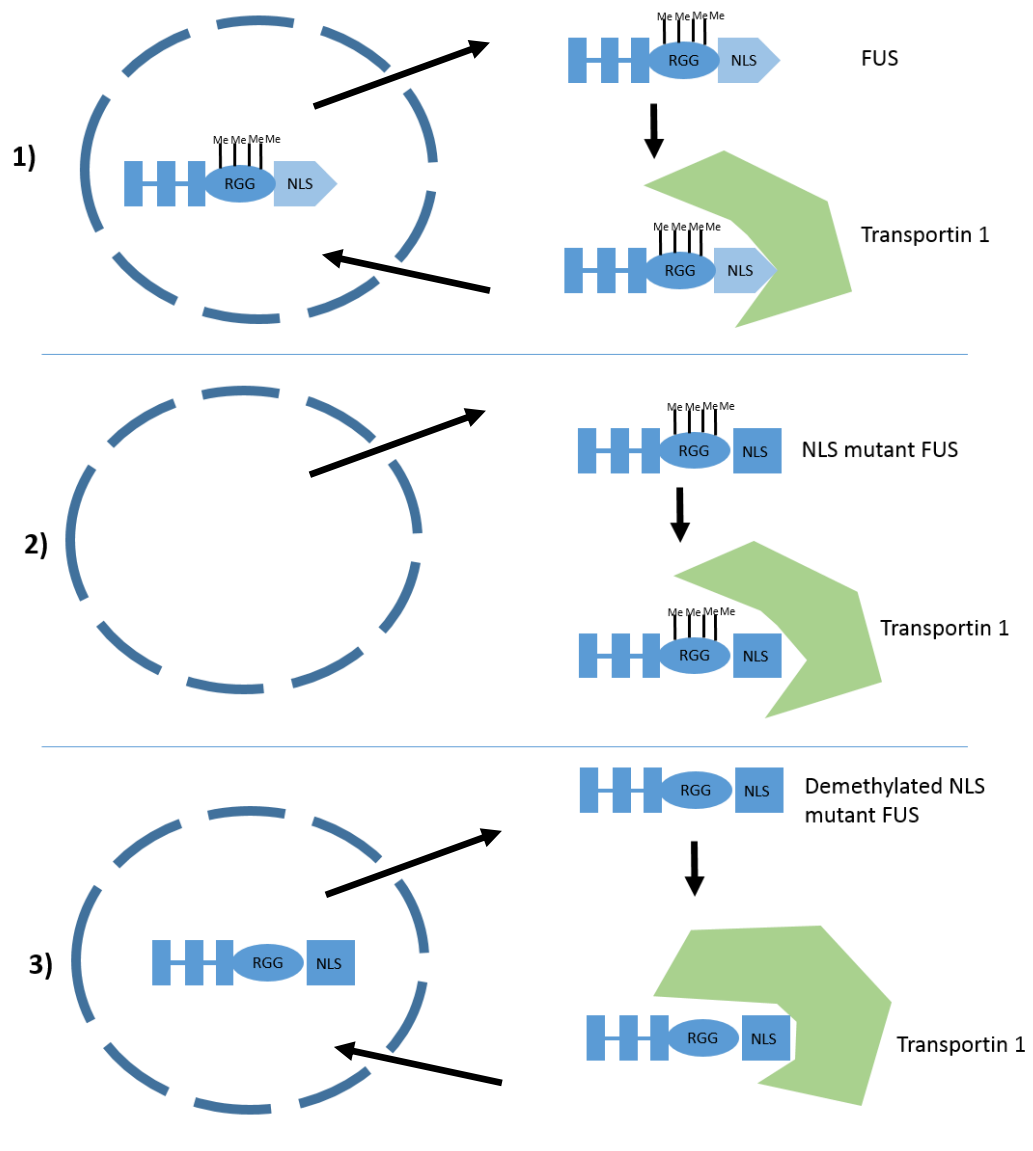 Me Me Me Me
RGG
NLS
FUS
1)
Me Me Me Me
RGG
NLS
Me Me Me Me
RGG
NLS
Transportin 1
Me Me Me Me
RGG
NLS
NLS mutant FUS
2)
Me Me Me Me
RGG
NLS
Transportin 1
RGG
NLS
Demethylated NLS
mutant FUS
3)
RGG
NLS
RGG
NLS
Transportin 1